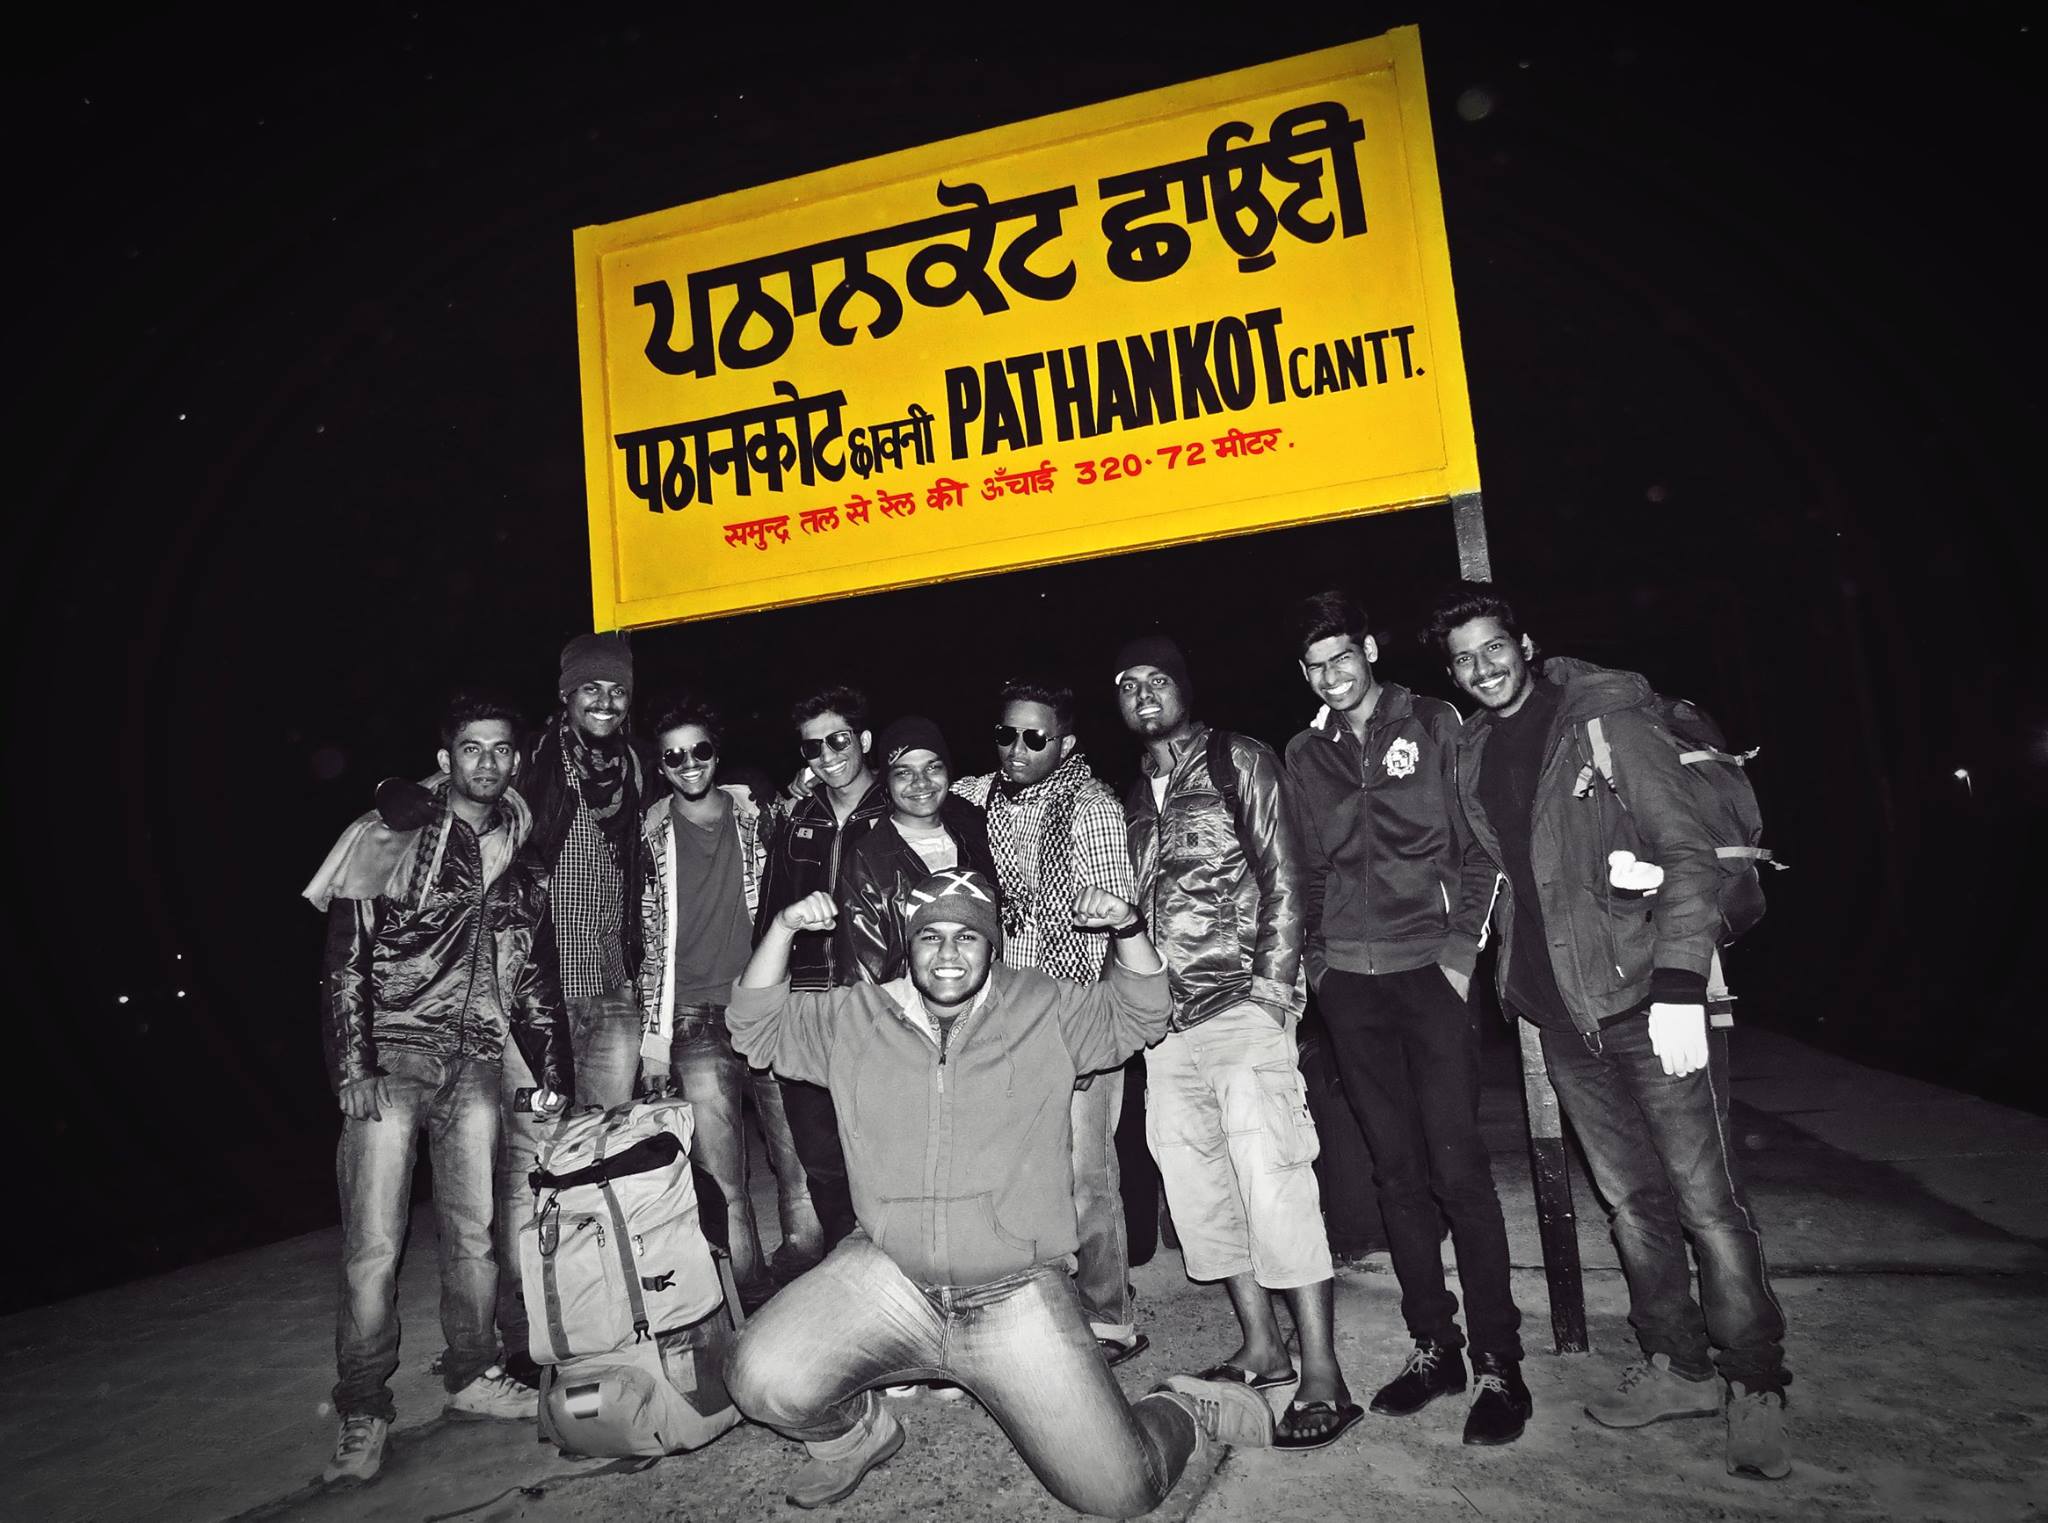 ਪਠਾਨਕੋਟ ਛਾਉਣੀ
पठानकोट छावनी PATHANKOT CANTT.
समुन्द्र तल से रेल की ऊँचाई 320.72 मीटर.